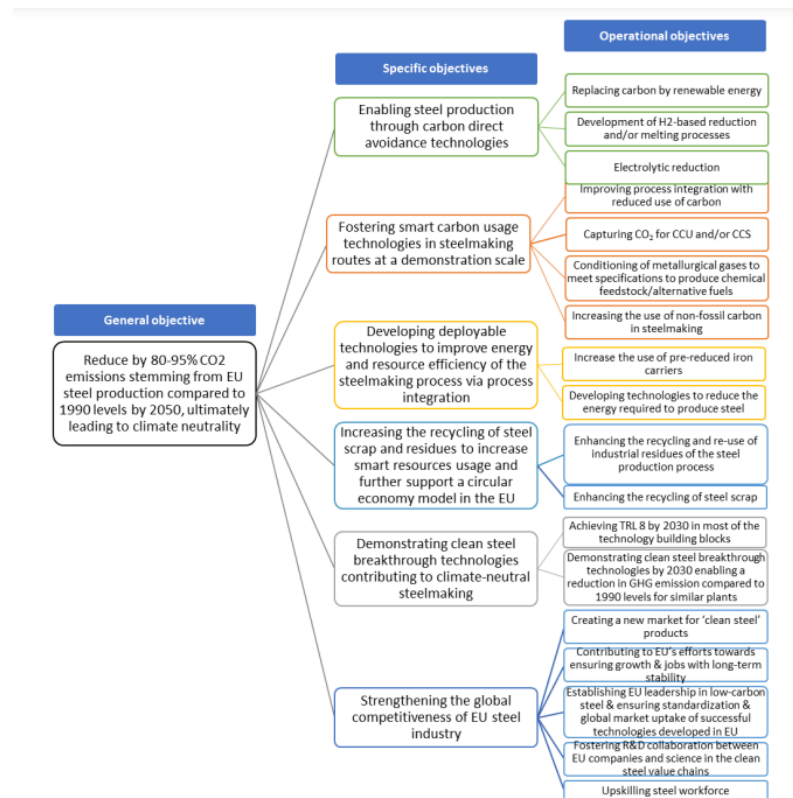 Operational objectives
Specific objectives
Enabling steel production
through carbon direct
avoidance technologies
Replacing carbon by renewable energy
Development of H2-based reduction
and/or melting processes
Electrolytic reduction
Fostering smart carbon usage
technologies in steelmaking
routes at a demonstration scale
Improving process integration with
reduced use of carbon
Capturing CO2 for CCU and/or CCS
Conditioning of metallurgical gases to
meet specifications to produce chemical
feedstock/alternative fuels
Increasing the use of non-fossil carbon
in steelmaking
General objective
Reduce by 80-95% CO2
emissions stemming from EU
steel production compared to
1990 levels by 2050, ultimately
leading to climate neutrality
Developing deployable
technologies to improve energy
and resource efficiency of the
steelmaking process via process
integration
Increase the use of pre-reduced iron
carriers
Developing technologies to reduce the
energy required to produce steel
Increasing the recycling of steel
scrap and residues to increase
smart resources usage and
further support a circular
economy model in the EU
Enhancing the recycling and re-use of
industrial residues of the steel
production process
Enhancing the recycling of steel scrap
Demonstrating clean steel
breakthrough technologies
contributing to climate-neutral
steelmaking
Achieving TRL 8 by 2030 in most of the
technology building blocks
Demonstrating clean steel breakthrough
technologies by 2030 enabling a
reduction in GHG emission compared to
1990 levels for similar plants
Strengthening the global
competitiveness of EU steel
industry
Creating a new market for ‘clean steel’
products
Contributing to EU’s efforts towards
ensuring growth & jobs with long-term
stability
Establishing EU leadership in low-carbon
steel & ensuring standardization &
global market uptake of successful
technologies developed in EU
Fostering R&D collaboration between
EU companies and science in the clean
steel value chains
Upskilling steel workforce